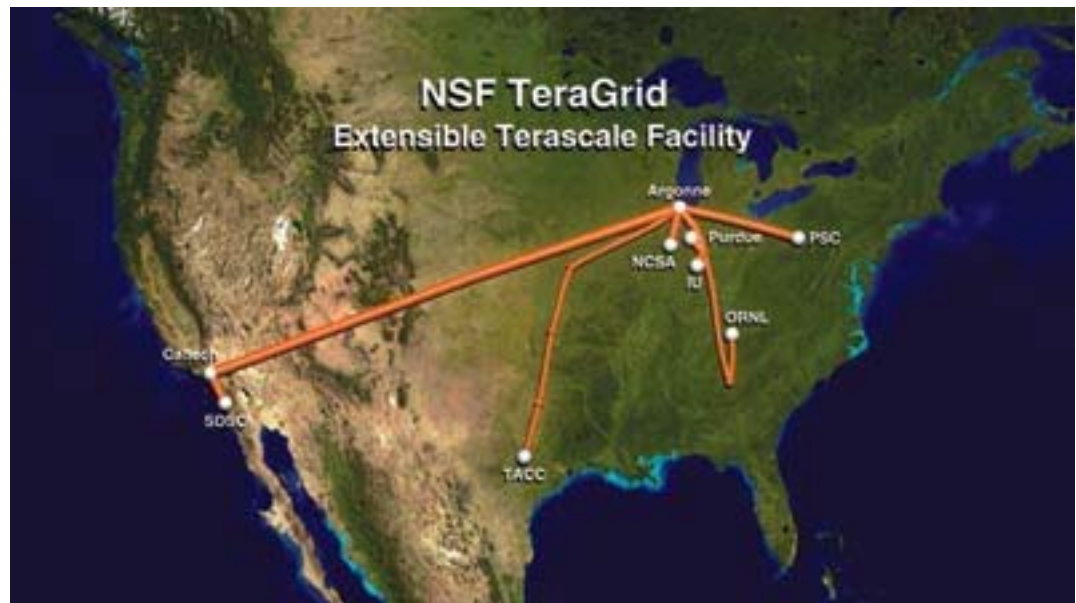 NSF TeraGrid
Extensible Terascale Facility
Argonne
Purdue
PSC
NCSA
IU
ORNL
Caltech
SDSC
TACC